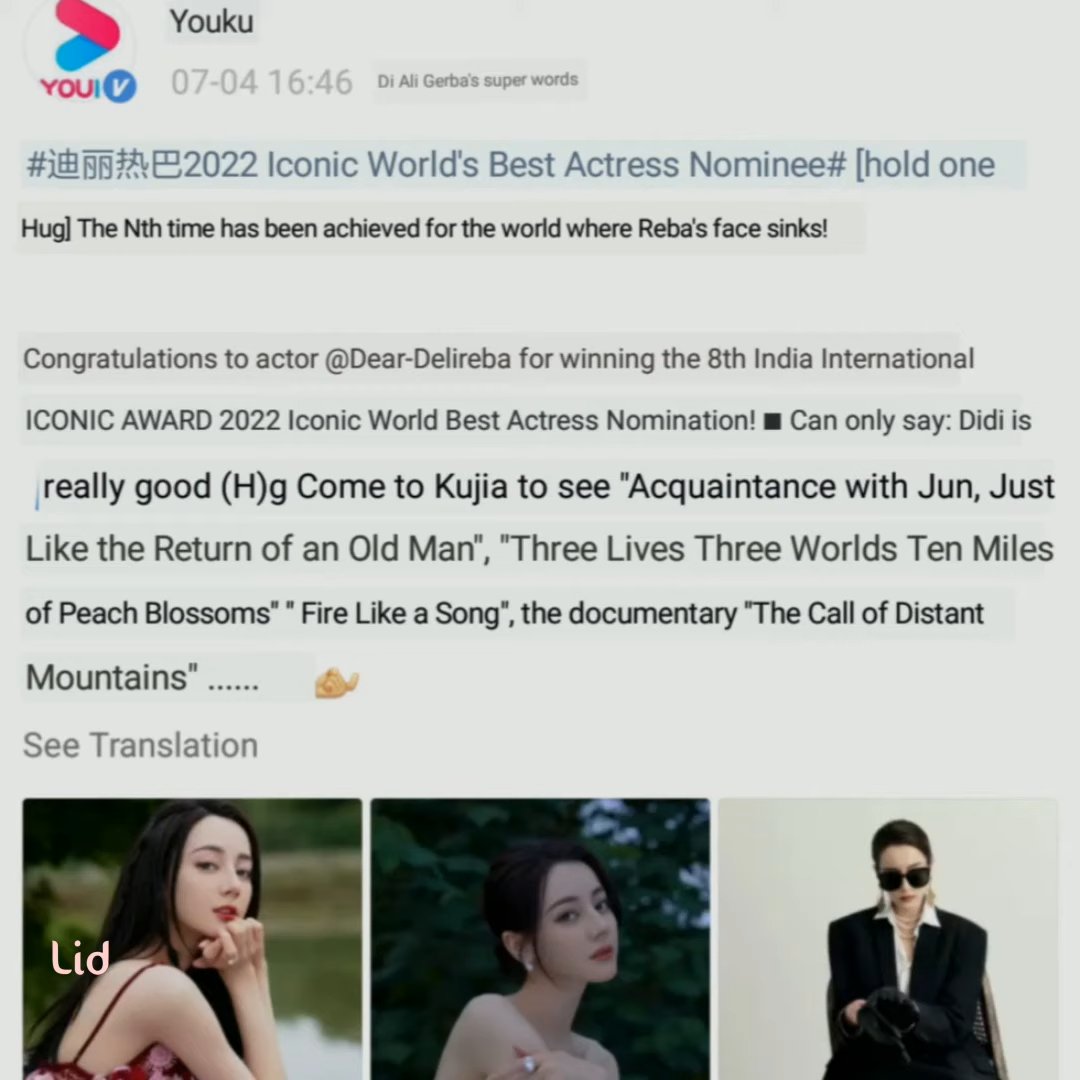 Youku
YOUI V
07-04 16:46 Di Ali Gerba's super words
#迪丽热巴2022 Iconic World's Best Actress Nominee# [hold one
Hug] The Nth time has been achieved for the world where Reba's face sinks!
Congratulations to actor @Dear-Delireba for winning the 8th India International
ICONIC AWARD 2022 Iconic World Best Actress Nomination! ■ Can only say: Didi is
really good (H)g Come to Kujia to see "Acquaintance with Jun, Just
Like the Return of an Old Man", "Three Lives Three Worlds Ten Miles
of Peach Blossoms" " Fire Like a Song", the documentary "The Call of Distant
Mountains" ......
See Translation
Lid